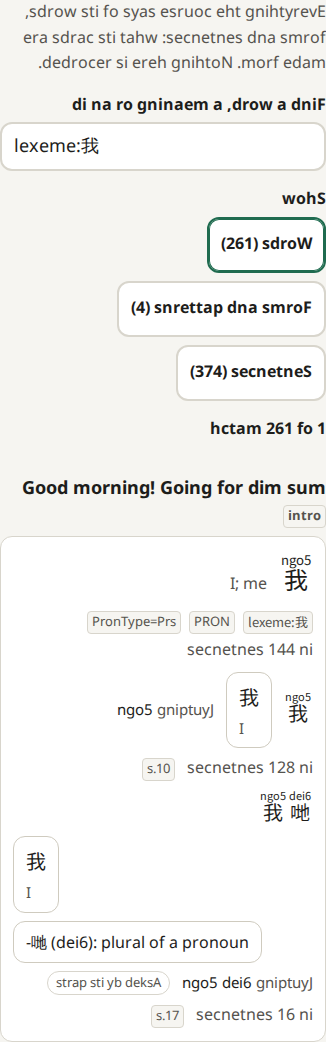 ,sdrow sti fo syas esruoc eht gnihtyrevE
era sdrac sti tahw :secnetnes dna smrof
.dedrocer si ereh gnihtoN .morf edam
di na ro gninaem a ,drow a dniF
lexeme:我
wohS
(261) sdroW
(4) snrettap dna smroF
(374) secnetneS
hctam 261 fo 1
Good morning! Going for dim sum
intro
ngo5
I; me 我
PronType=Prs PRON lexeme:我
secnetnes 144 ni
ngo5 gniptuyJ 我 我 ngo5
I
s.10 secnetnes 128 ni
ngo5 dei6
我 哋
我
I
-哋 (dei6): plural of a pronoun
strap sti yb deksA ngo5 dei6 gniptuyJ
s.17 secnetnes 16 ni